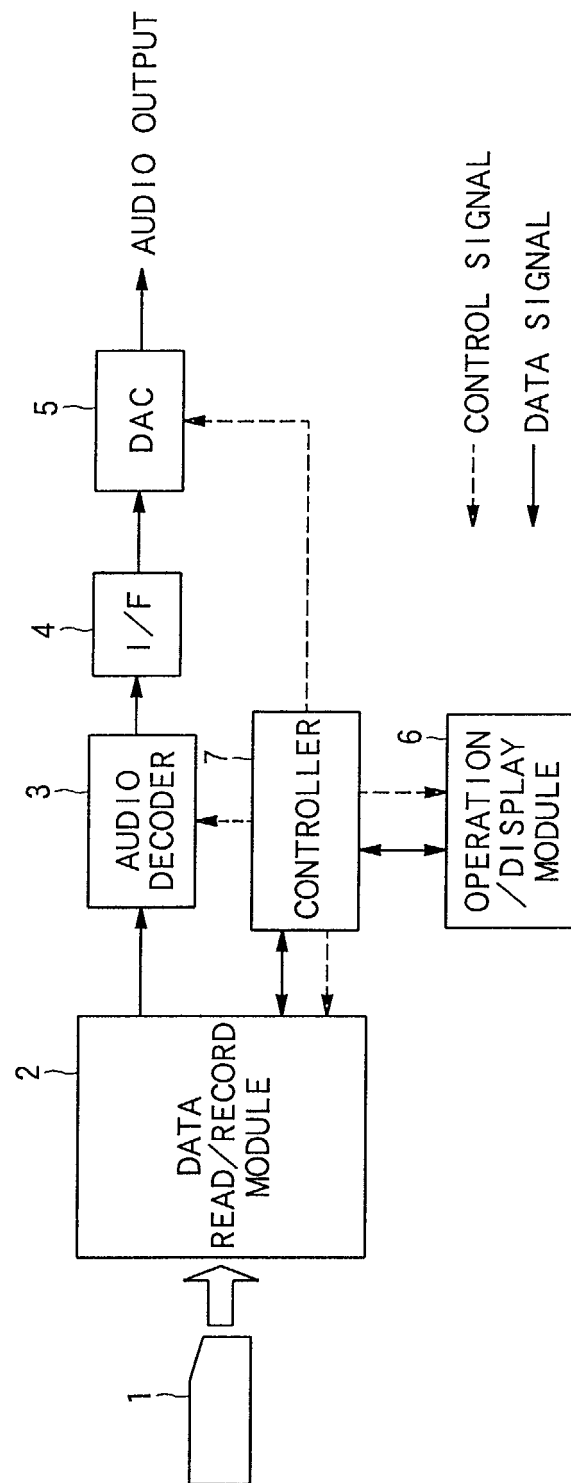 1
2
DATA
READ/RECORD
MODULE
3
AUDIO
DECODER
4
I/F
5
DAC
AUDIO OUTPUT
7
CONTROLLER
6
OPERATION
/DISPLAY
MODULE
CONTROL SIGNAL
DATA SIGNAL